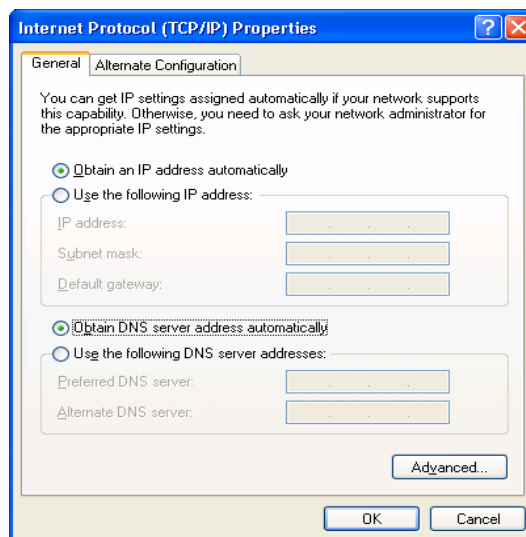 Internet Protocol (TCP/IP) Properties
General
Alternate Configuration
You can get IP settings assigned automatically if your network supports
this capability. Otherwise, you need to ask your network administrator for
the appropriate IP settings.
Obtain an IP address automatically
Use the following IP address:
IP address:
Subnet mask:
Default gateway:
Obtain DNS server address automatically
Use the following DNS server addresses:
Preferred DNS server:
Alternate DNS server:
Advanced...
OK
Cancel